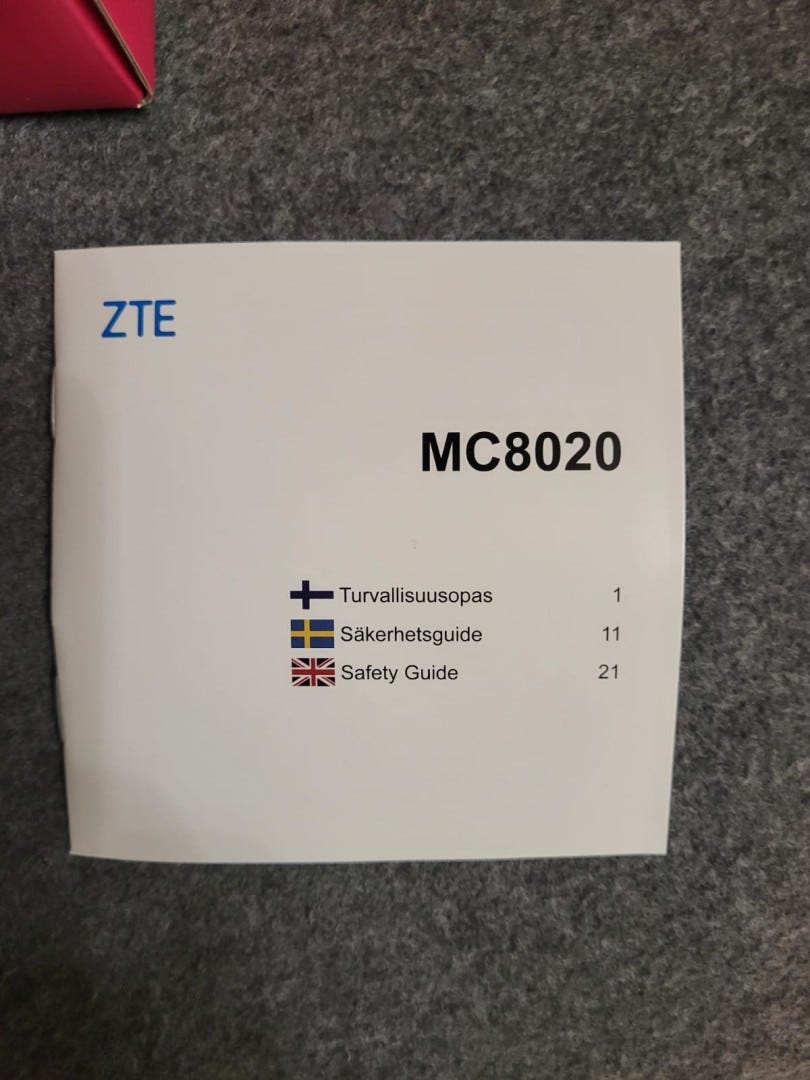 ZTE
MC8020
Turvallisuusopas 1
Säkerhetsguide 11
Safety Guide 21